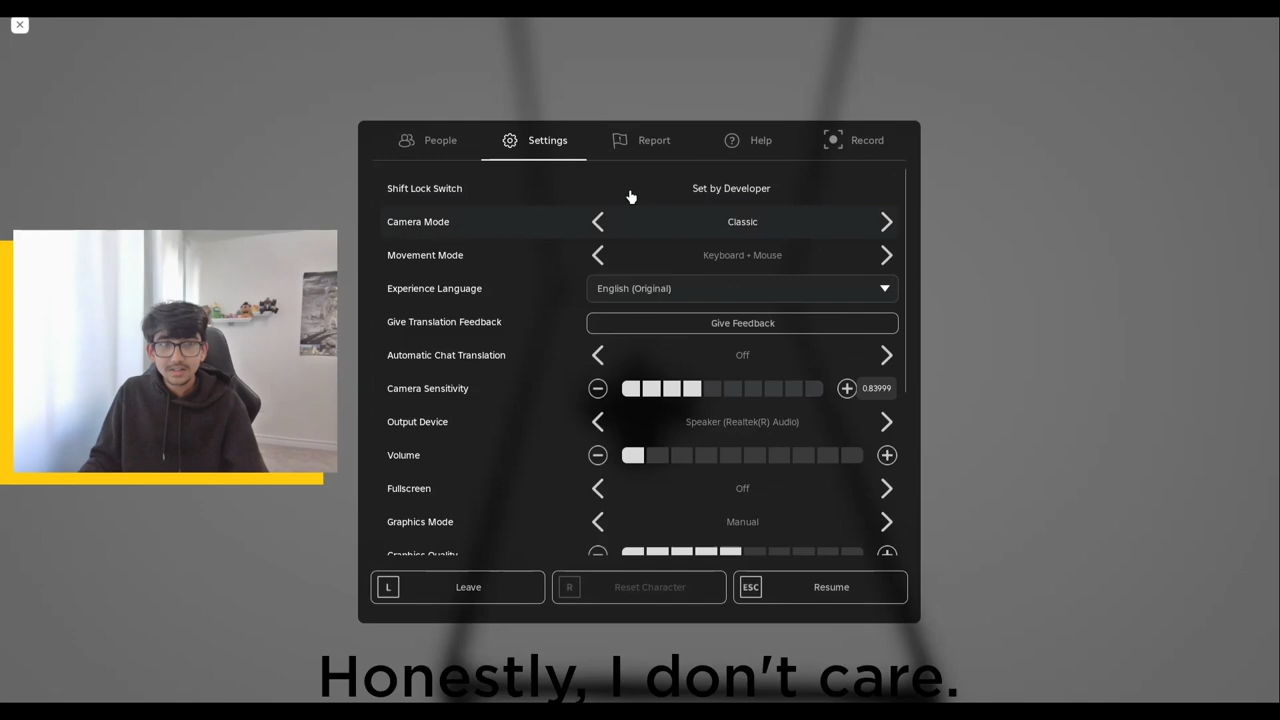 People
Settings
Report
Help
Record
Shift Lock Switch
Set by Developer
Camera Mode
Classic
Movement Mode
Keyboard + Mouse
Experience Language
English (Original)
Give Translation Feedback
Give Feedback
Automatic Chat Translation
Off
Camera Sensitivity
0.83999
Output Device
Speaker (Realtek(R) Audio)
Volume
Fullscreen
Off
Graphics Mode
Manual
Graphics Quality
L
Leave
R
Reset Character
ESC
Resume
Honestly, I don't care.